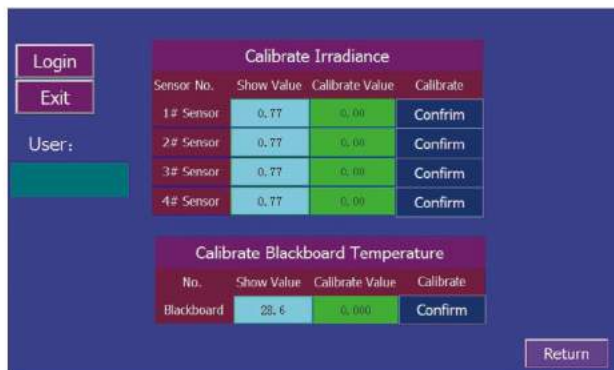 Login
Exit
User:
Calibrate Irradiance
Sensor No. Show Value Calibrate Value Calibrate
1# Sensor 0.77 0.00 Confrim
2# Sensor 0.77 0.00 Confirm
3# Sensor 0.77 0.00 Confirm
4# Sensor 0.77 0.00 Confirm
Calibrate Blackboard Temperature
No. Show Value Calibrate Value Calibrate
Blackboard 28.6 0.000 Confirm
Return